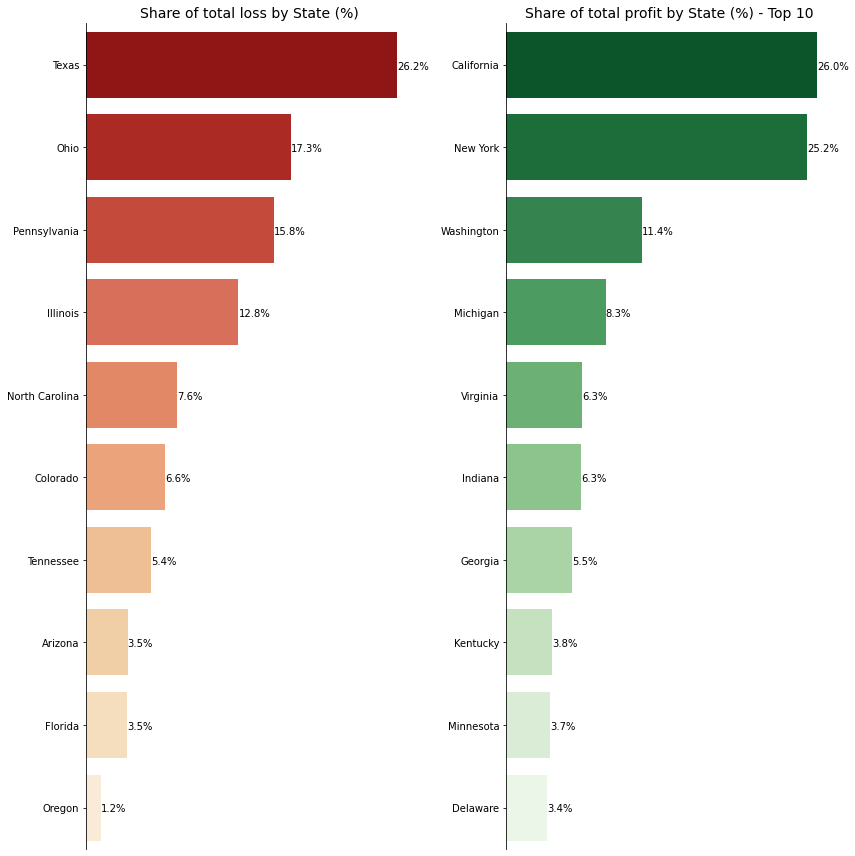 Share of total loss by State (%)
Texas 26.2%
Ohio 17.3%
Pennsylvania 15.8%
Illinois 12.8%
North Carolina 7.6%
Colorado 6.6%
Tennessee 5.4%
Arizona 3.5%
Florida 3.5%
Oregon 1.2%
Share of total profit by State (%) - Top 10
California 26.0%
New York 25.2%
Washington 11.4%
Michigan 8.3%
Virginia 6.3%
Indiana 6.3%
Georgia 5.5%
Kentucky 3.8%
Minnesota 3.7%
Delaware 3.4%